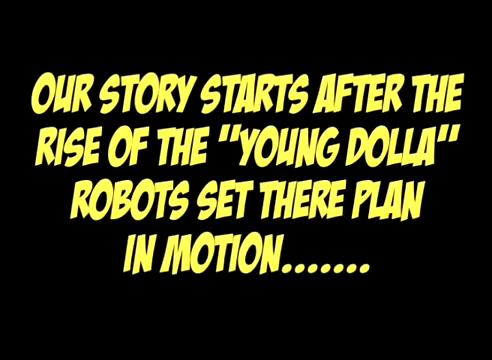 OUR STORY STARTS AFTER THE
RISE OF THE "YOUNG DOLLA"
ROBOTS SET THERE PLAN
IN MOTION.......